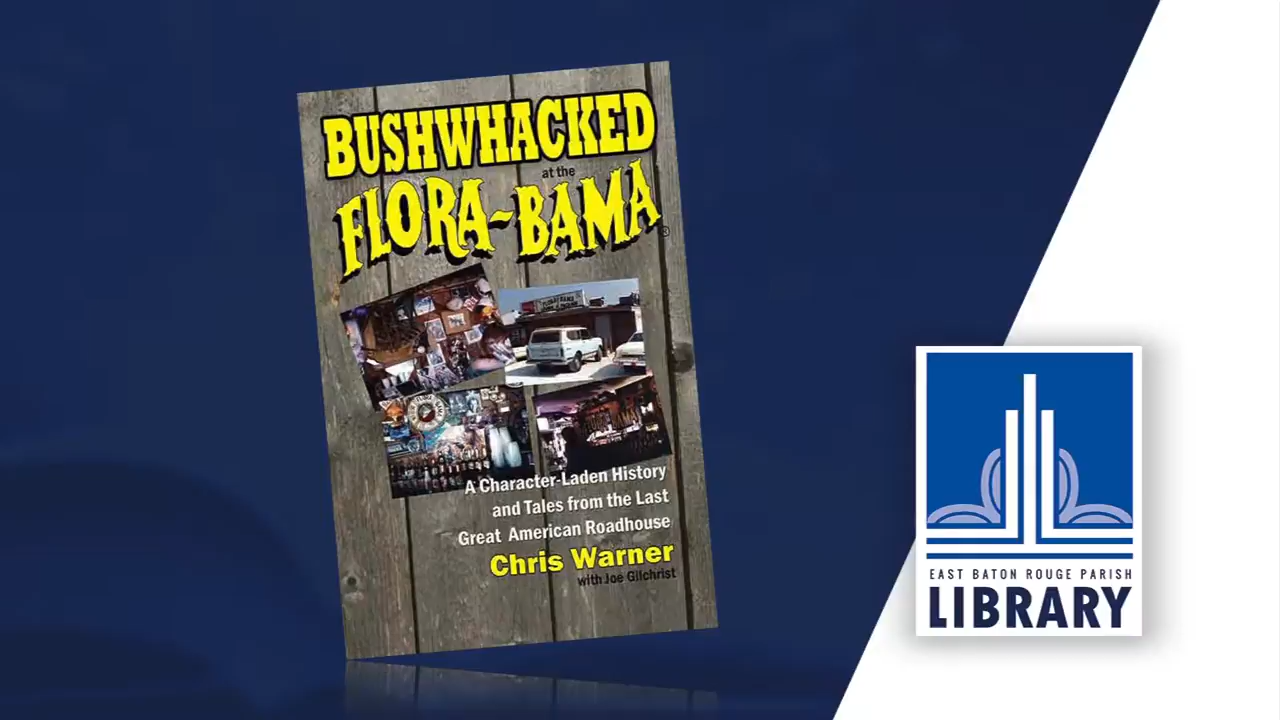 BUSHWHACKED
at the
FLORA-BAMA®
A Character-Laden History
and Tales from the Last
Great American Roadhouse
Chris Warner
with Joe Gilchrist
EAST BATON ROUGE PARISH
LIBRARY